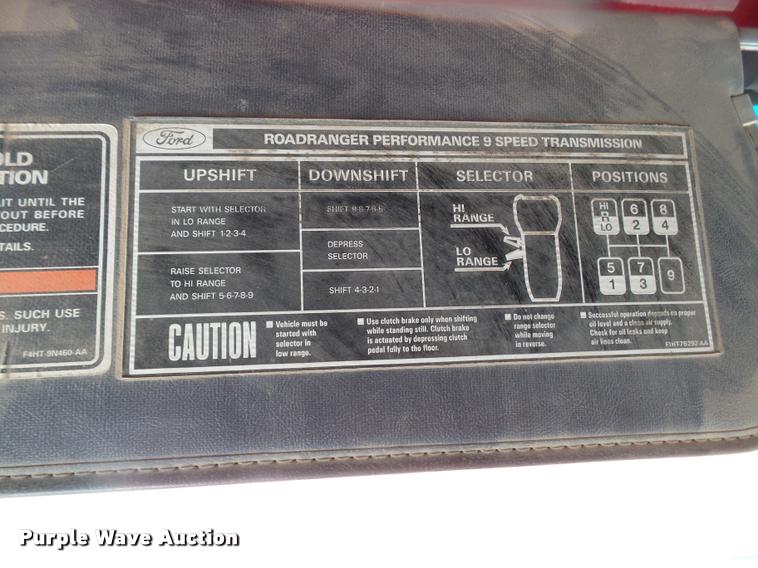 OLD
TION
IT UNTIL THE
OUT BEFORE
CEDURE.
TAILS.
S. SUCH USE
INJURY.
F4HT-9N460-AA
Ford
ROADRANGER PERFORMANCE 9 SPEED TRANSMISSION
UPSHIFT
START WITH SELECTOR
IN LO RANGE
AND SHIFT 1-2-3-4
RAISE SELECTOR
TO HI RANGE
AND SHIFT 5-6-7-8-9
DOWNSHIFT
SHIFT 9-8-7-6-5
DEPRESS
SELECTOR
SHIFT 4-3-2-1
SELECTOR
HI
RANGE
LO
RANGE
POSITIONS
HI
R
LO
6
2
8
4
5
1
7
3
9
CAUTION
■ Vehicle must be
started with
selector in
low range.
■ Use clutch brake only when shifting
while standing still. Clutch brake
is actuated by depressing clutch
pedal fully to the floor.
■ Do not change
range selector
while moving
in reverse.
■ Successful operation depends on proper
oil level and a clean air supply.
Check for oil leaks and keep
air lines clean.
F1HT7B292-AA
Purple Wave Auction